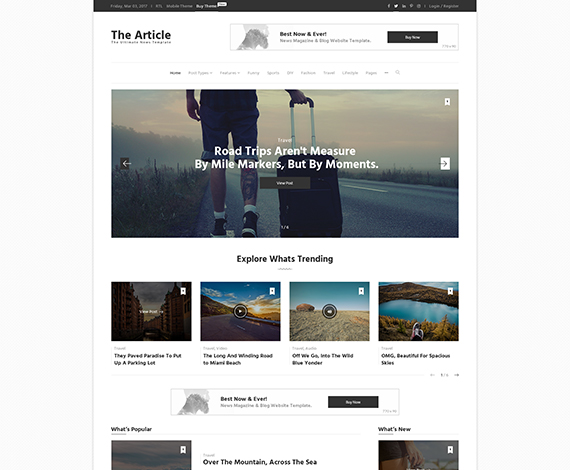 Friday, Mar 03, 2017 | RTL Mobile Theme Buy Theme
Login / Register
The Article
The Ultimate News Template
Best Now & Ever!
News Magazine & Blog Website Template.
Buy Now
Home Post Types Features Funny Sports DIY Fashion Travel Lifestyle Pages
Travel
Road Trips Aren't Measure
By Mile Markers, But By Moments.
View Post
1 / 4
Explore Whats Trending
View Post
Travel
They Paved Paradise To Put
Up A Parking Lot
Travel, Video
The Long And Winding Road
to Miami Beach
Travel, Audio
Off We Go, Into The Wild
Blue Yonder
Travel
OMG, Beautiful For Spacious
Skies
Best Now & Ever!
News Magazine & Blog Website Template.
Buy Now
What's Popular
What's New
Travel
Over The Mountain, Across The Sea